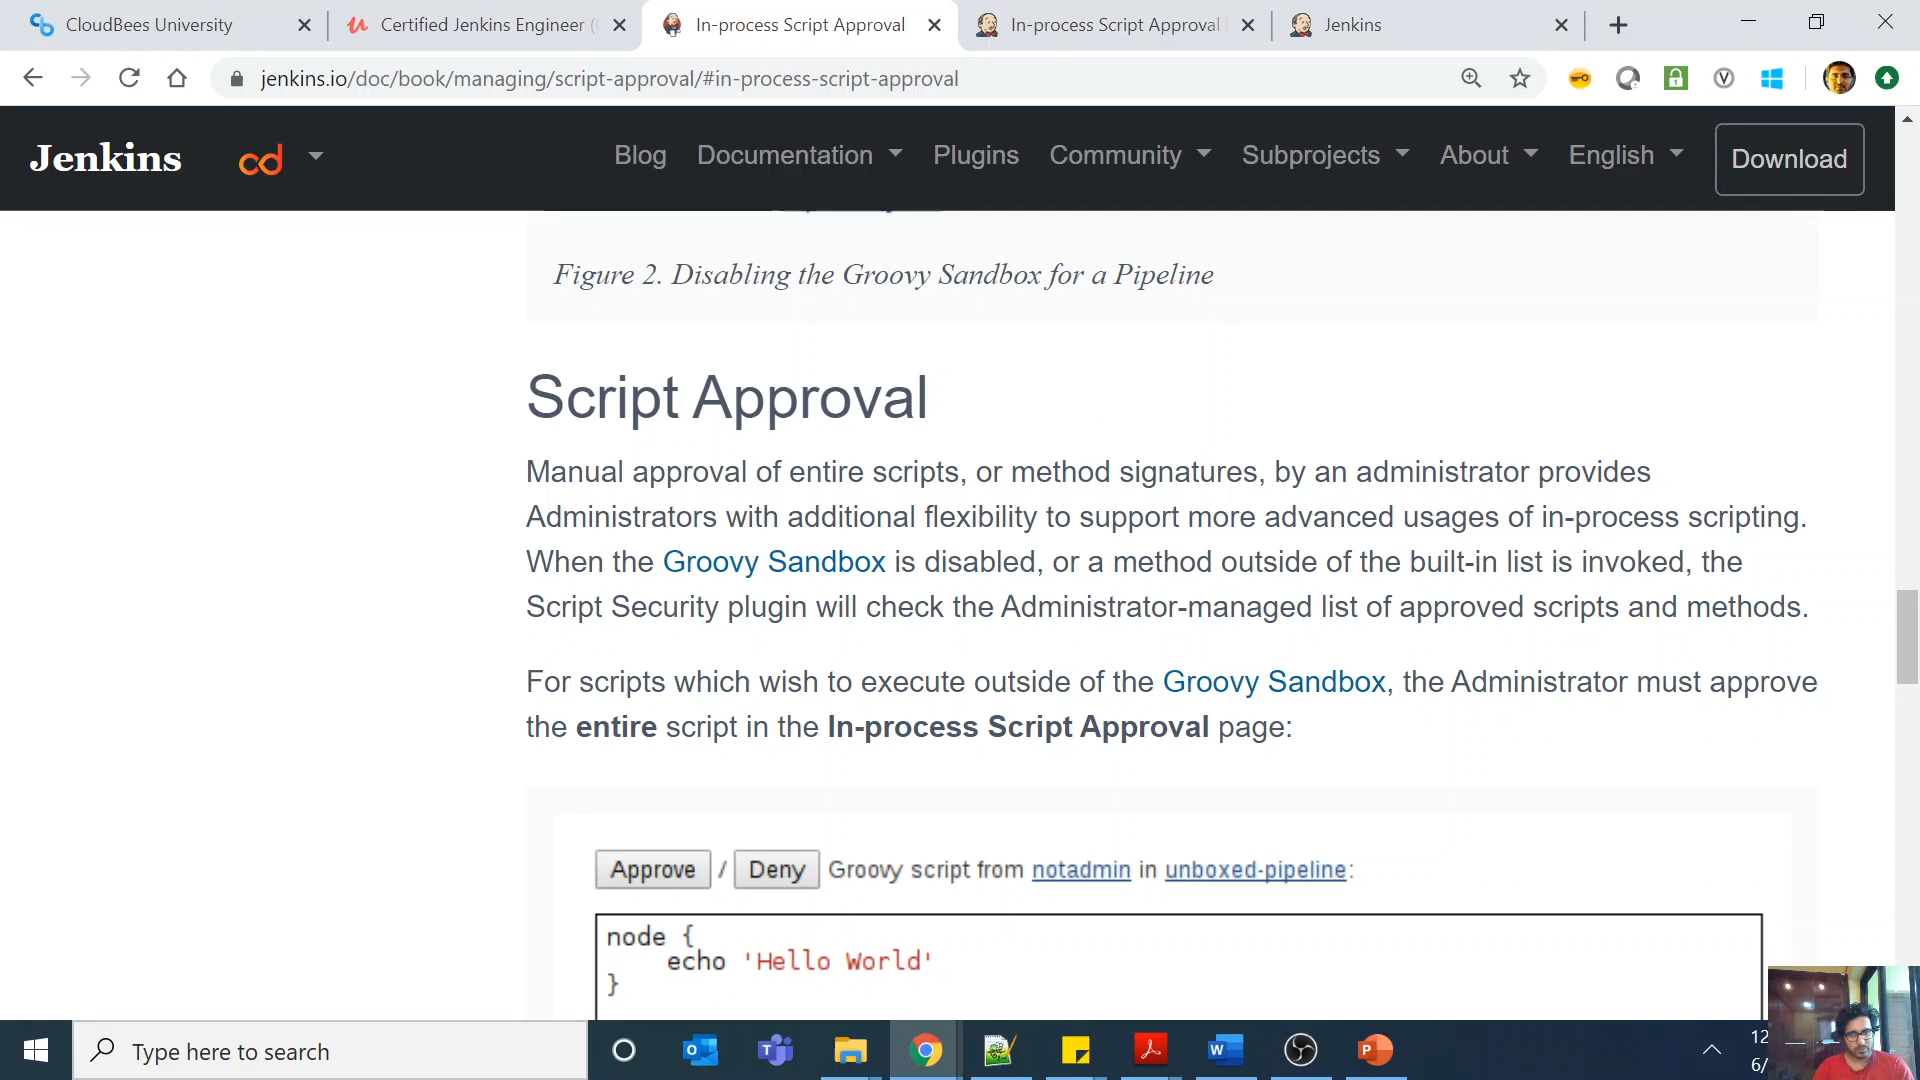 CloudBees University
Certified Jenkins Engineer (
In-process Script Approval
In-process Script Approval
Jenkins
jenkins.io/doc/book/managing/script-approval/#in-process-script-approval
Jenkins
cd
Blog
Documentation
Plugins
Community
Subprojects
About
English
Download
Figure 2. Disabling the Groovy Sandbox for a Pipeline
Script Approval
Manual approval of entire scripts, or method signatures, by an administrator provides
Administrators with additional flexibility to support more advanced usages of in-process scripting.
When the Groovy Sandbox is disabled, or a method outside of the built-in list is invoked, the
Script Security plugin will check the Administrator-managed list of approved scripts and methods.
For scripts which wish to execute outside of the Groovy Sandbox, the Administrator must approve
the entire script in the In-process Script Approval page:
Approve / Deny Groovy script from notadmin in unboxed-pipeline:
node {
echo 'Hello World'
}
Type here to search
12
6/